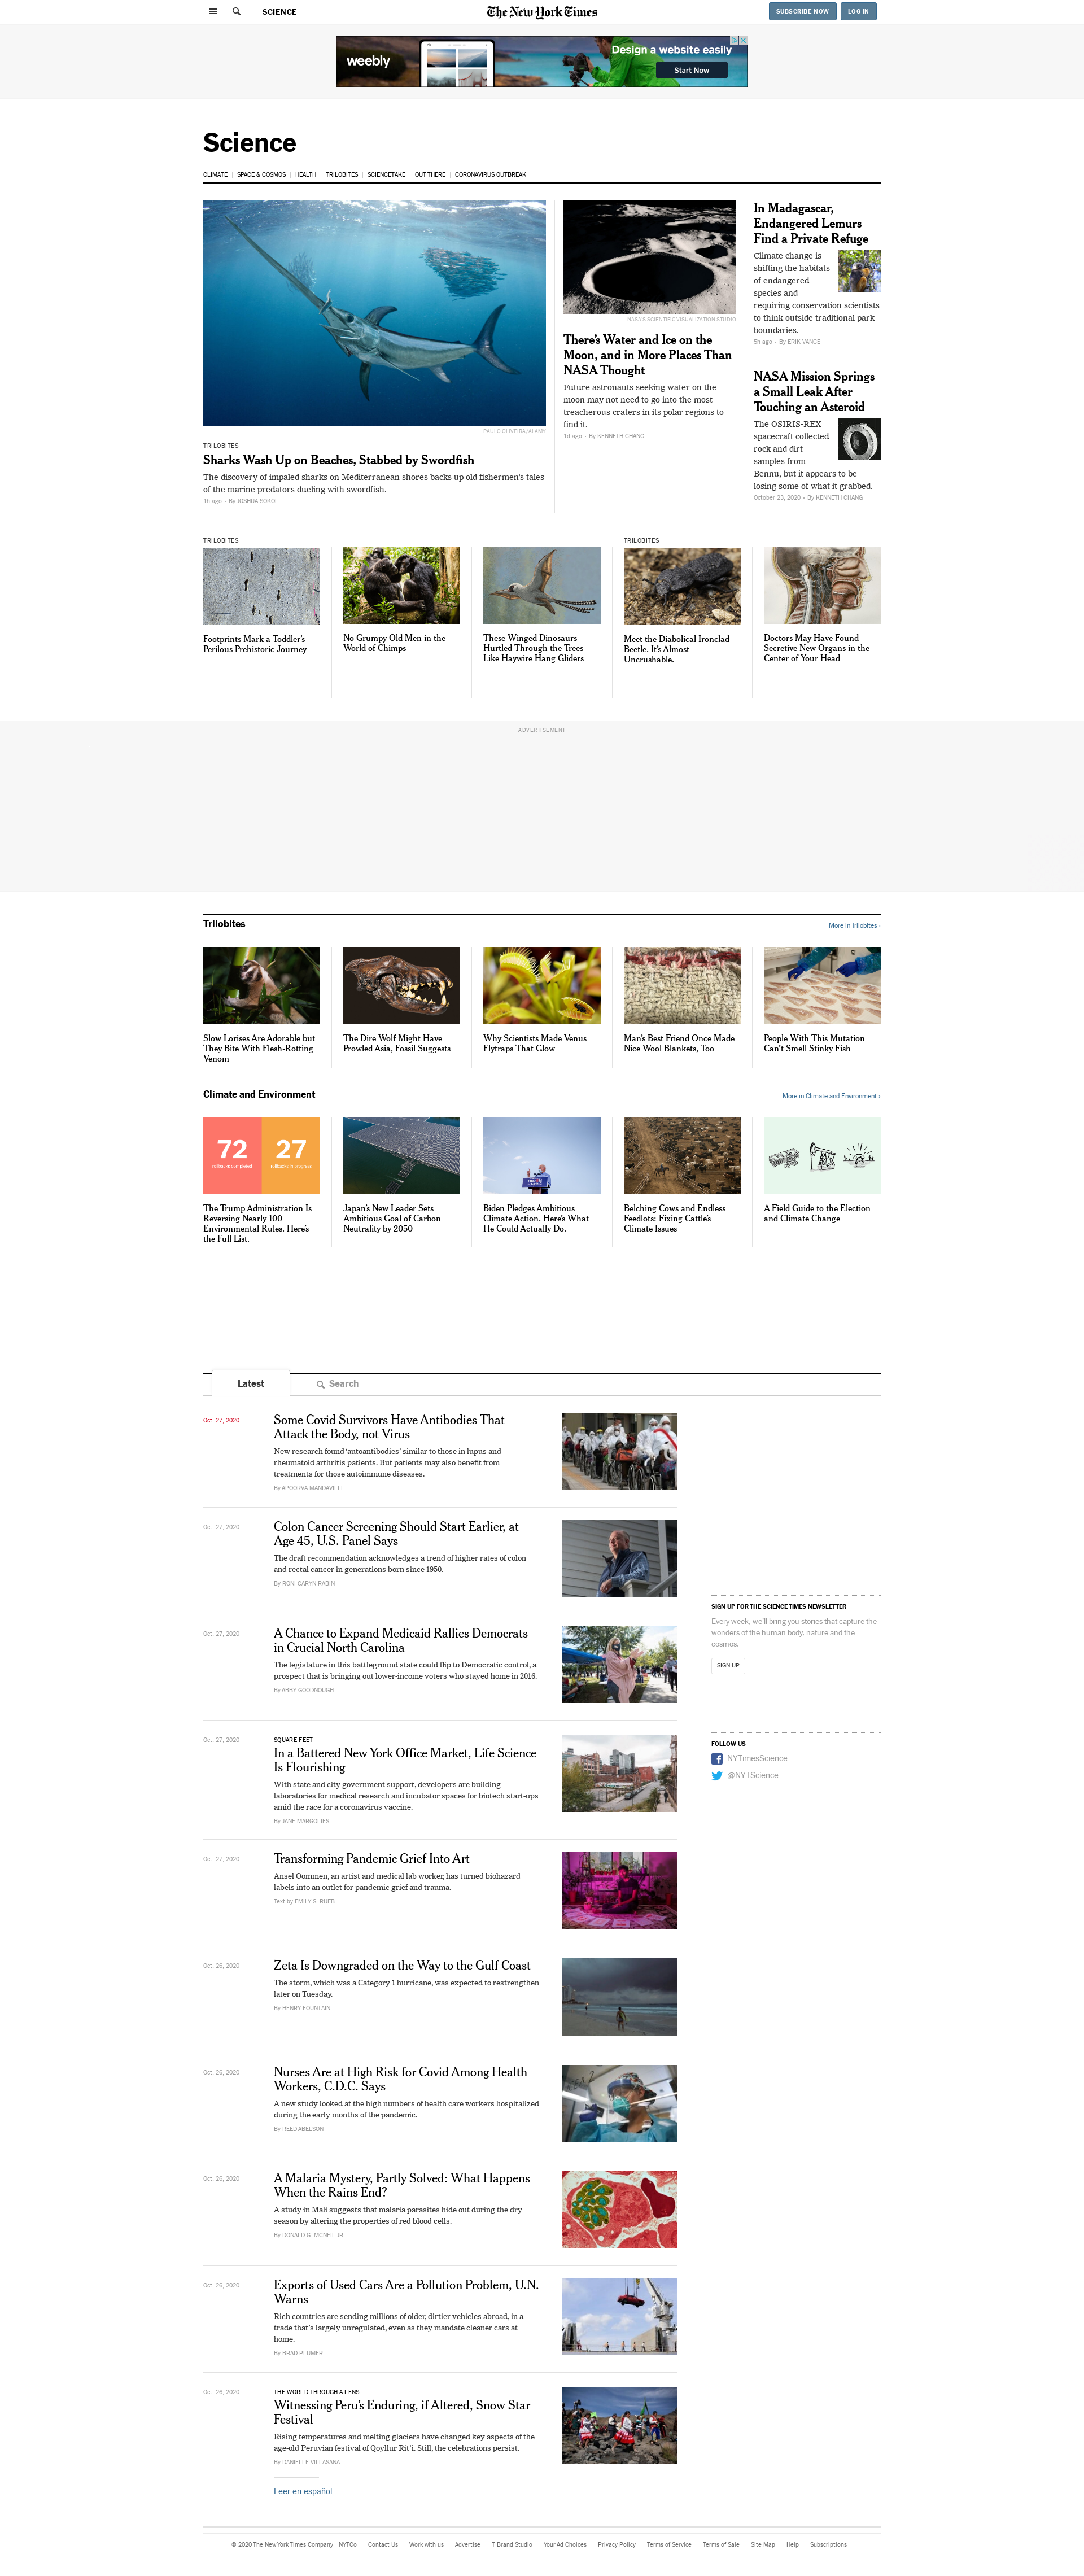 SCIENCE
The New York Times
SUBSCRIBE NOW
LOG IN
weebly
Design a website easily
Start Now
Science
CLIMATE
SPACE & COSMOS
HEALTH
TRILOBITES
SCIENCETAKE
OUT THERE
CORONAVIRUS OUTBREAK
PAULO OLIVEIRA/ALAMY
TRILOBITES
Sharks Wash Up on Beaches, Stabbed by Swordfish
The discovery of impaled sharks on Mediterranean shores backs up old fishermen's tales
of the marine predators dueling with swordfish.
1h ago • By JOSHUA SOKOL
NASA'S SCIENTIFIC VISUALIZATION STUDIO
There's Water and Ice on the
Moon, and in More Places Than
NASA Thought
Future astronauts seeking water on the
moon may not need to go into the most
treacherous craters in its polar regions to
find it.
1d ago • By KENNETH CHANG
In Madagascar,
Endangered Lemurs
Find a Private Refuge
Climate change is
shifting the habitats
of endangered
species and
requiring conservation scientists
to think outside traditional park
boundaries.
5h ago • By ERIK VANCE
NASA Mission Springs
a Small Leak After
Touching an Asteroid
The OSIRIS-REX
spacecraft collected
rock and dirt
samples from
Bennu, but it appears to be
losing some of what it grabbed.
October 23, 2020 • By KENNETH CHANG
TRILOBITES
Footprints Mark a Toddler's
Perilous Prehistoric Journey
No Grumpy Old Men in the
World of Chimps
These Winged Dinosaurs
Hurtled Through the Trees
Like Haywire Hang Gliders
TRILOBITES
Meet the Diabolical Ironclad
Beetle. It's Almost
Uncrushable.
Doctors May Have Found
Secretive New Organs in the
Center of Your Head
ADVERTISEMENT
Trilobites
More in Trilobites ›
Slow Lorises Are Adorable but
They Bite With Flesh-Rotting
Venom
The Dire Wolf Might Have
Prowled Asia, Fossil Suggests
Why Scientists Made Venus
Flytraps That Glow
Man's Best Friend Once Made
Nice Wool Blankets, Too
People With This Mutation
Can't Smell Stinky Fish
Climate and Environment
More in Climate and Environment ›
72
rollbacks completed
27
rollbacks in progress
The Trump Administration Is
Reversing Nearly 100
Environmental Rules. Here's
the Full List.
Japan's New Leader Sets
Ambitious Goal of Carbon
Neutrality by 2050
Biden Pledges Ambitious
Climate Action. Here's What
He Could Actually Do.
Belching Cows and Endless
Feedlots: Fixing Cattle's
Climate Issues
A Field Guide to the Election
and Climate Change
Latest
Search
Oct. 27, 2020
Some Covid Survivors Have Antibodies That
Attack the Body, not Virus
New research found 'autoantibodies' similar to those in lupus and
rheumatoid arthritis patients. But patients may also benefit from
treatments for those autoimmune diseases.
By APOORVA MANDAVILLI
Oct. 27, 2020
Colon Cancer Screening Should Start Earlier, at
Age 45, U.S. Panel Says
The draft recommendation acknowledges a trend of higher rates of colon
and rectal cancer in generations born since 1950.
By RONI CARYN RABIN
Oct. 27, 2020
A Chance to Expand Medicaid Rallies Democrats
in Crucial North Carolina
The legislature in this battleground state could flip to Democratic control, a
prospect that is bringing out lower-income voters who stayed home in 2016.
By ABBY GOODNOUGH
Oct. 27, 2020
SQUARE FEET
In a Battered New York Office Market, Life Science
Is Flourishing
With state and city government support, developers are building
laboratories for medical research and incubator spaces for biotech start-ups
amid the race for a coronavirus vaccine.
By JANE MARGOLIES
Oct. 27, 2020
Transforming Pandemic Grief Into Art
Ansel Oommen, an artist and medical lab worker, has turned biohazard
labels into an outlet for pandemic grief and trauma.
Text by EMILY S. RUEB
Oct. 26, 2020
Zeta Is Downgraded on the Way to the Gulf Coast
The storm, which was a Category 1 hurricane, was expected to restrengthen
later on Tuesday.
By HENRY FOUNTAIN
Oct. 26, 2020
Nurses Are at High Risk for Covid Among Health
Workers, C.D.C. Says
A new study looked at the high numbers of health care workers hospitalized
during the early months of the pandemic.
By REED ABELSON
Oct. 26, 2020
A Malaria Mystery, Partly Solved: What Happens
When the Rains End?
A study in Mali suggests that malaria parasites hide out during the dry
season by altering the properties of red blood cells.
By DONALD G. MCNEIL JR.
Oct. 26, 2020
Exports of Used Cars Are a Pollution Problem, U.N.
Warns
Rich countries are sending millions of older, dirtier vehicles abroad, in a
trade that's largely unregulated, even as they mandate cleaner cars at
home.
By BRAD PLUMER
Oct. 26, 2020
THE WORLD THROUGH A LENS
Witnessing Peru's Enduring, if Altered, Snow Star
Festival
Rising temperatures and melting glaciers have changed key aspects of the
age-old Peruvian festival of Qoyllur Rit'i. Still, the celebrations persist.
By DANIELLE VILLASANA
Leer en español
SIGN UP FOR THE SCIENCE TIMES NEWSLETTER
Every week, we'll bring you stories that capture the
wonders of the human body, nature and the
cosmos.
SIGN UP
FOLLOW US
NYTimesScience
@NYTScience
© 2020 The New York Times Company
NYTCo
Contact Us
Work with us
Advertise
T Brand Studio
Your Ad Choices
Privacy Policy
Terms of Service
Terms of Sale
Site Map
Help
Subscriptions